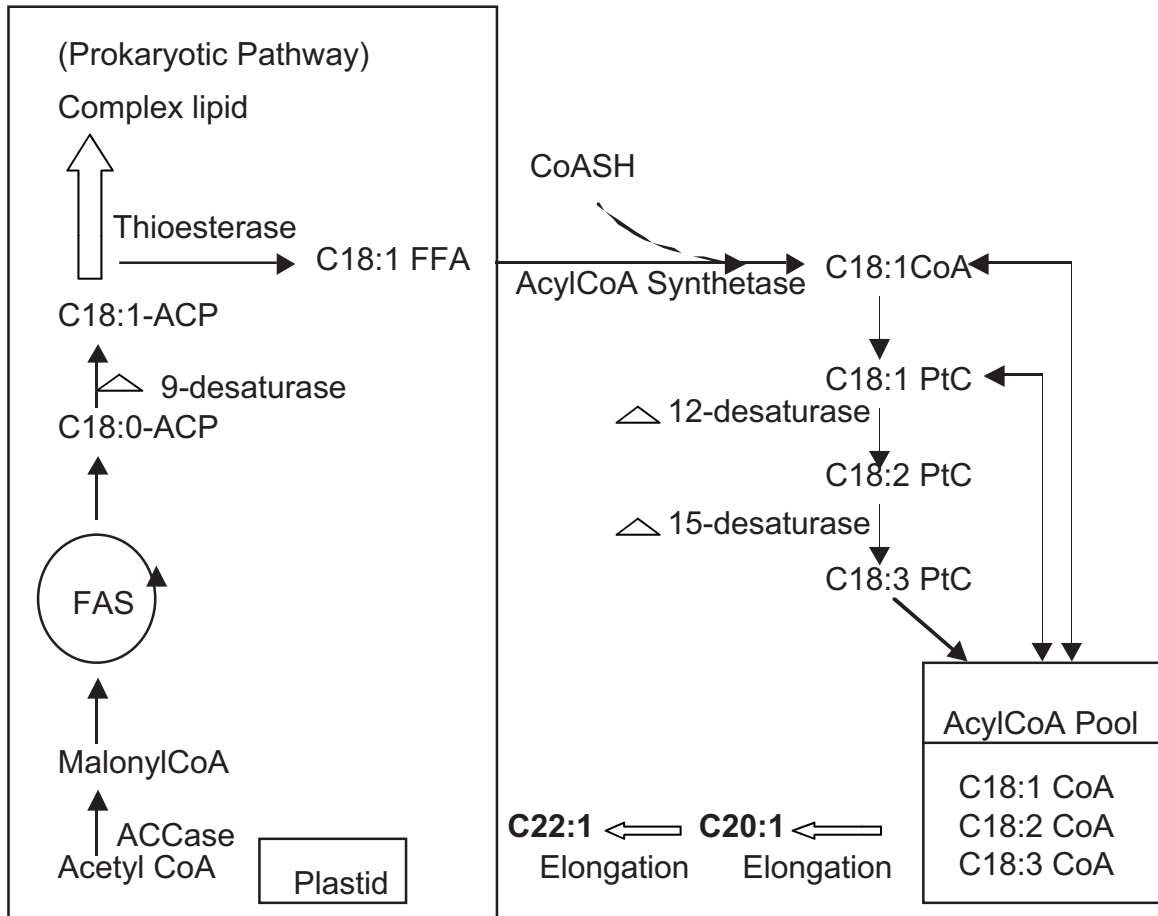 (Prokaryotic Pathway)
Complex lipid
Thioesterase
C18:1 FFA
C18:1-ACP
9-desaturase
C18:0-ACP
FAS
MalonylCoA
ACCase
Acetyl CoA
Plastid
CoASH
AcylCoA Synthetase
C18:1CoA
C18:1 PtC
12-desaturase
C18:2 PtC
15-desaturase
C18:3 PtC
AcylCoA Pool
C18:1 CoA
C18:2 CoA
C18:3 CoA
C22:1
C20:1
Elongation
Elongation